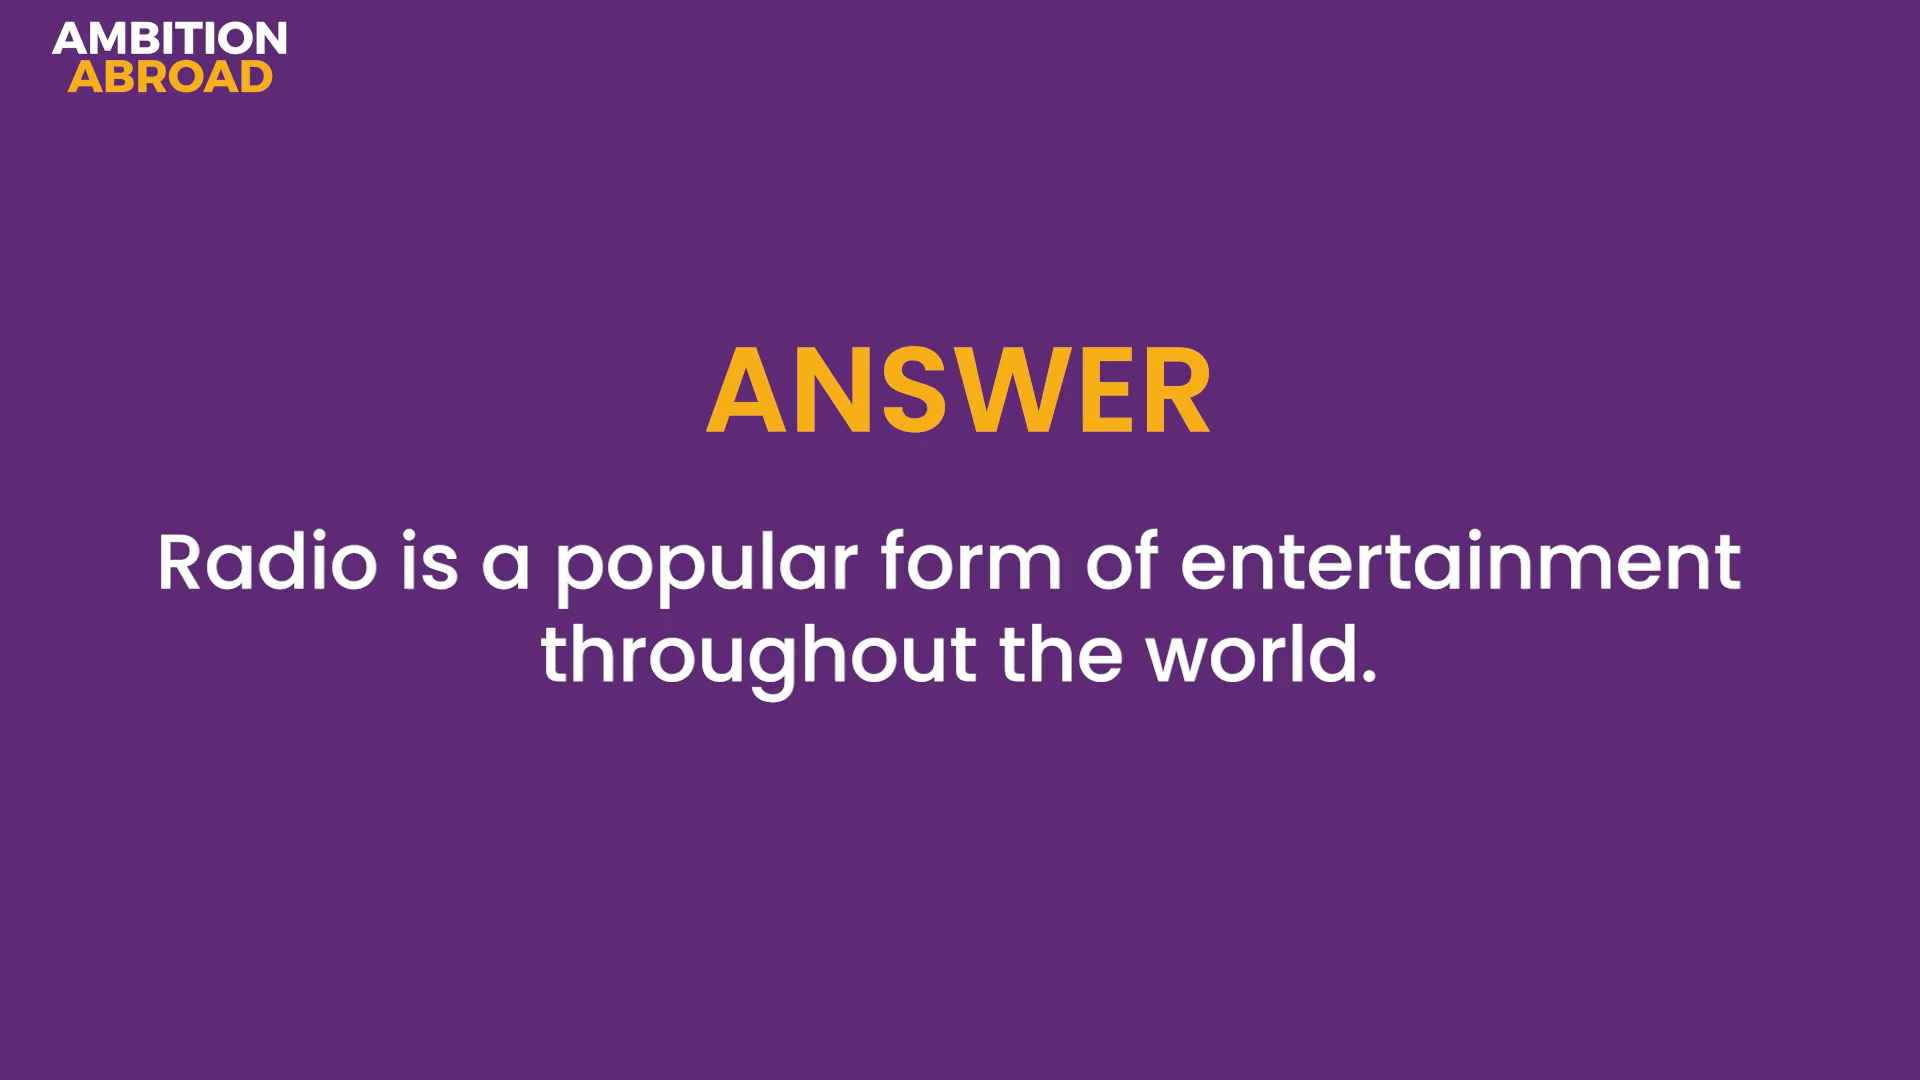 AMBITION
ABROAD
ANSWER
Radio is a popular form of entertainment
throughout the world.